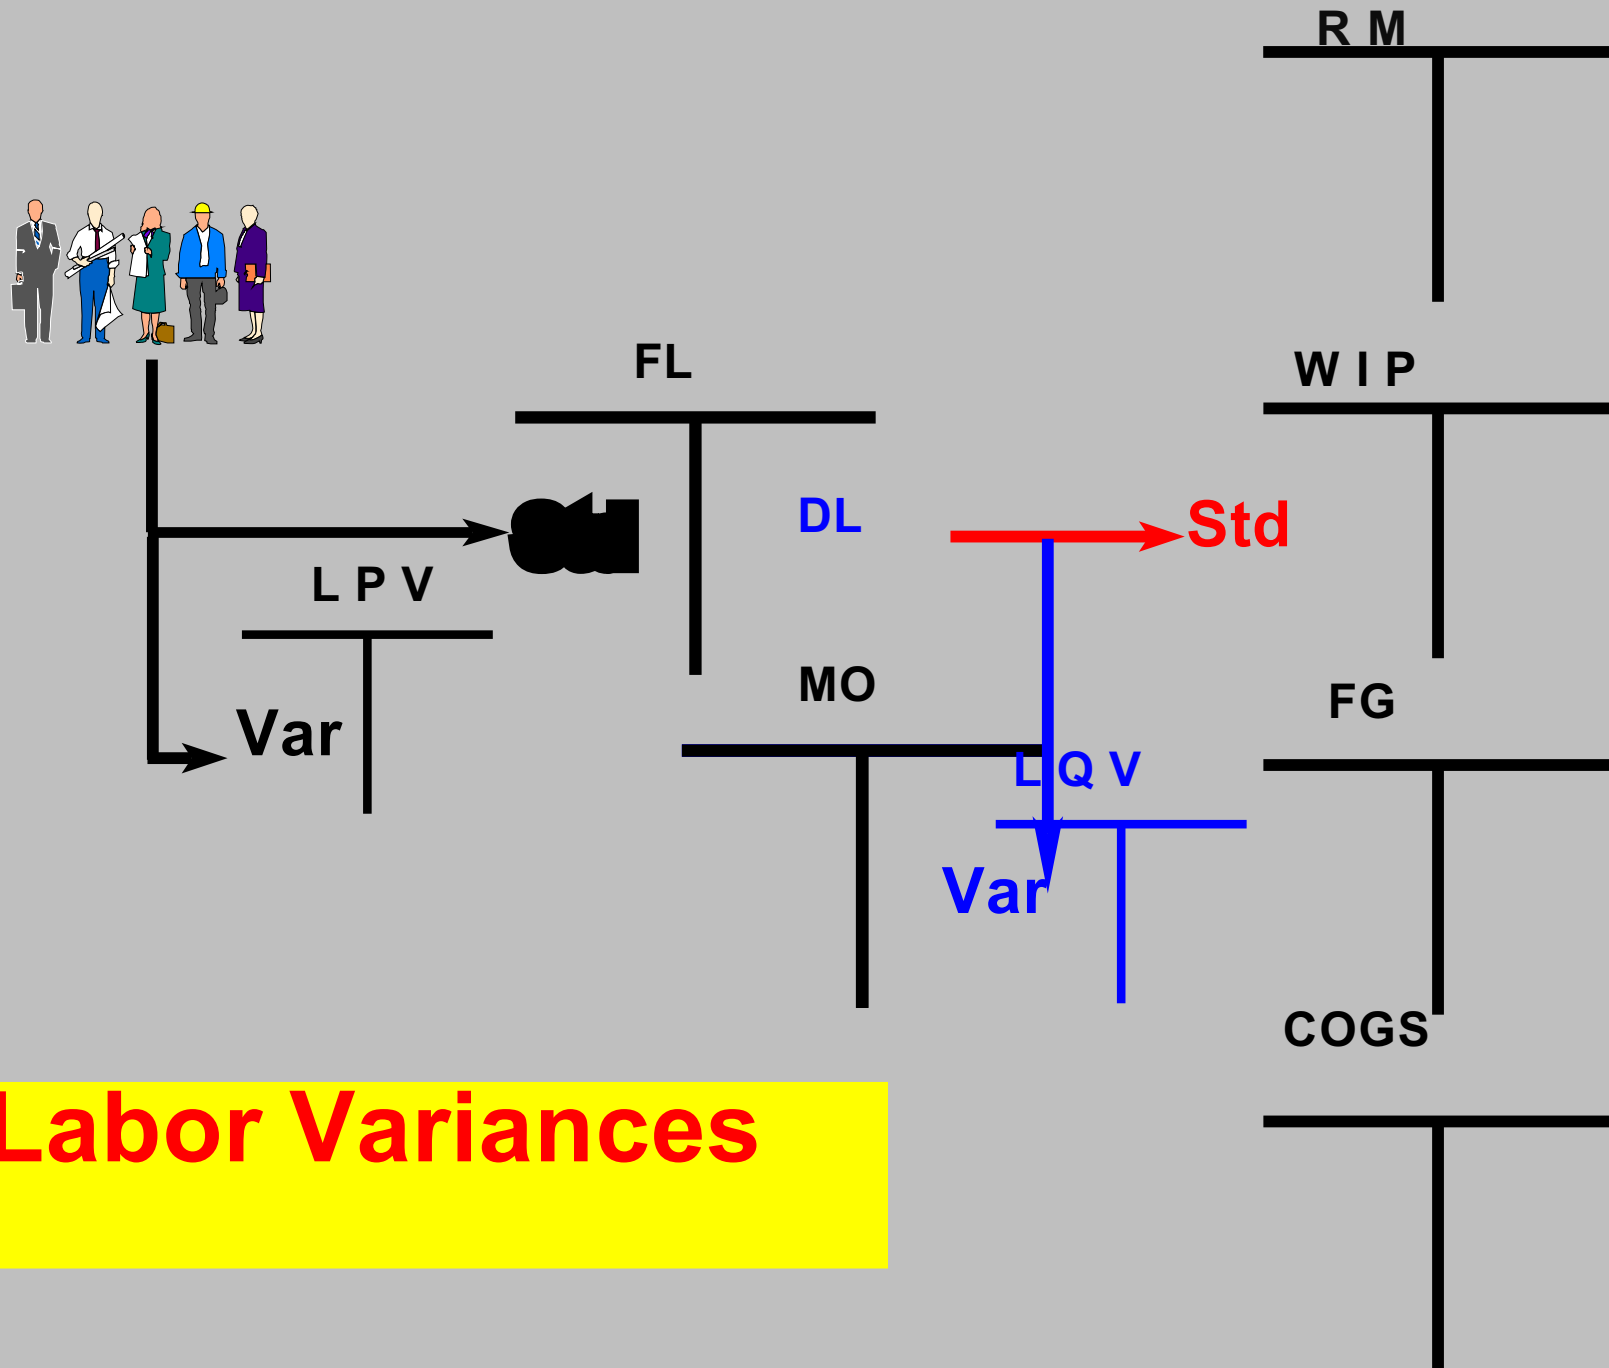 R M
FL
W I P
DL
Std
L P V
MO
FG
Var
L Q V
Var
COGS
Labor Variances